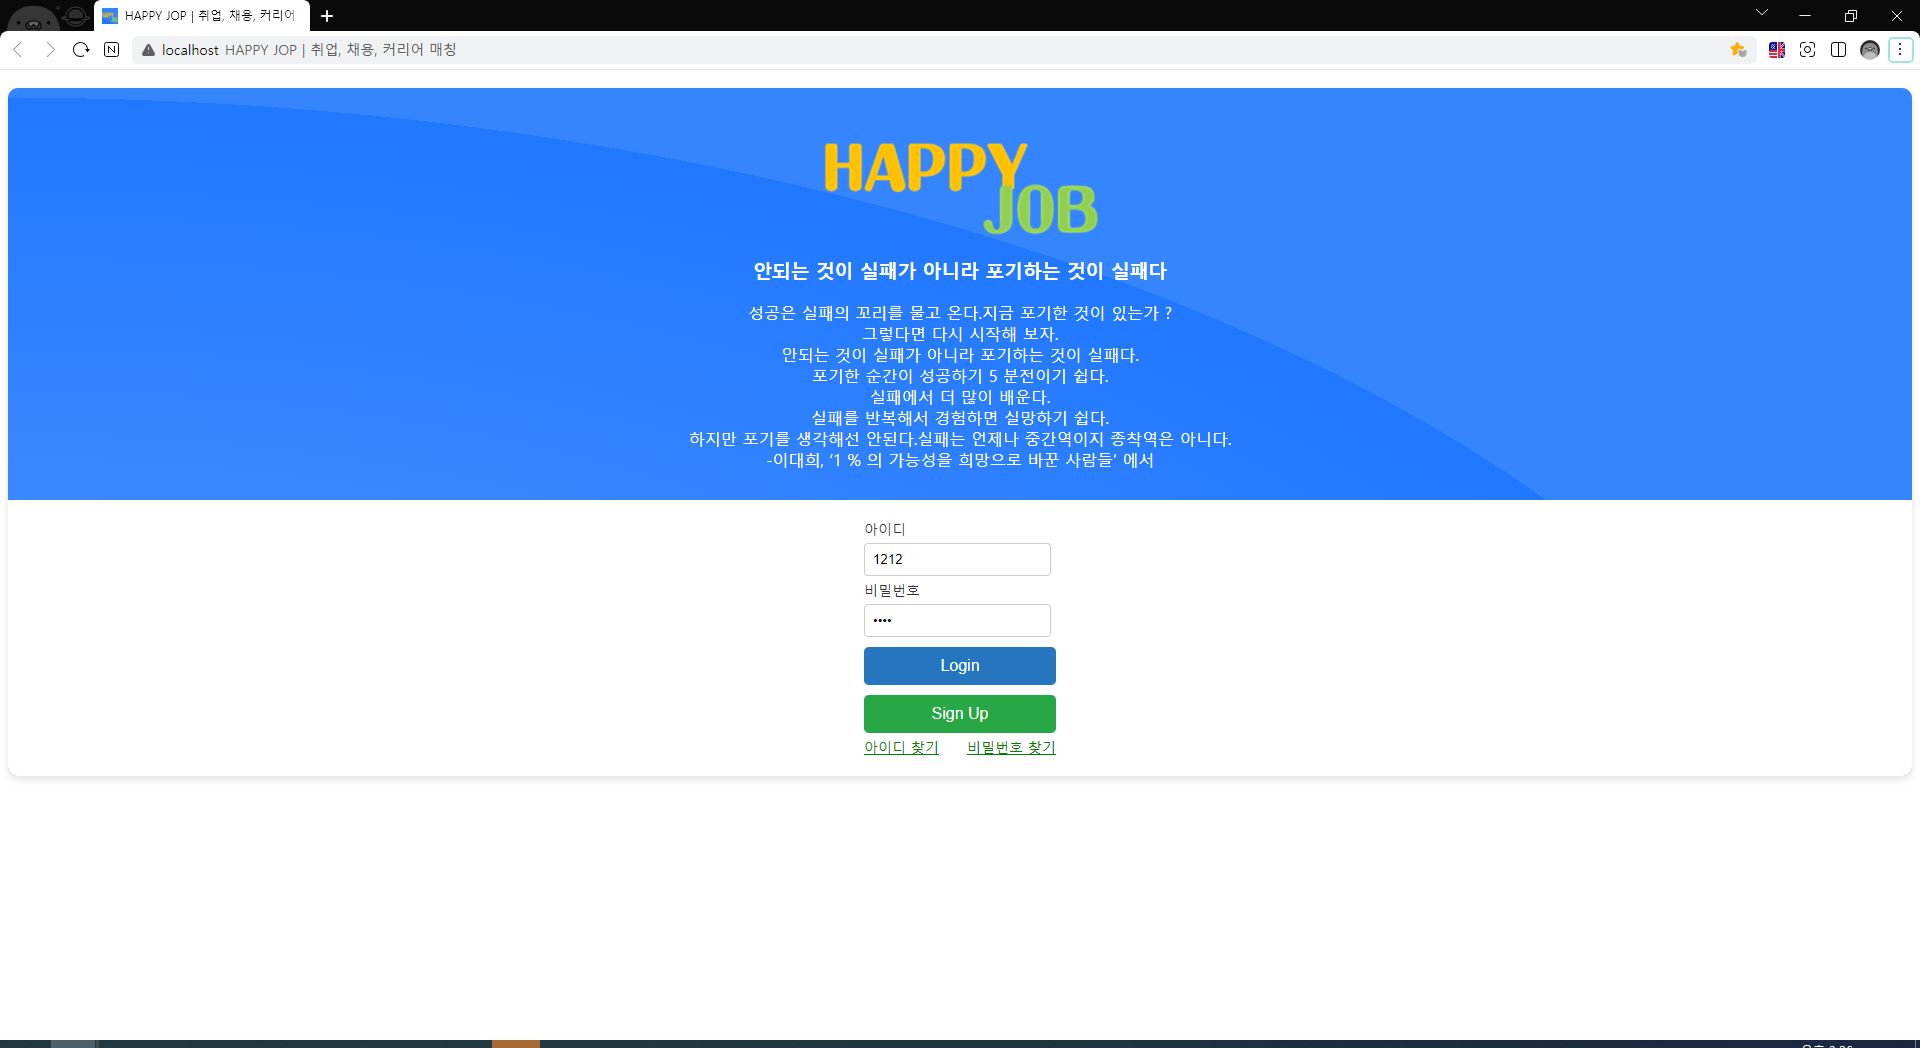 HAPPY JOP | 취업, 채용, 커리어
localhost HAPPY JOP | 취업, 채용, 커리어 매칭
HAPPY
JOB
안되는 것이 실패가 아니라 포기하는 것이 실패다
성공은 실패의 꼬리를 물고 온다.지금 포기한 것이 있는가 ?
그렇다면 다시 시작해 보자.
안되는 것이 실패가 아니라 포기하는 것이 실패다.
포기한 순간이 성공하기 5 분전이기 쉽다.
실패에서 더 많이 배운다.
실패를 반복해서 경험하면 실망하기 쉽다.
하지만 포기를 생각해선 안된다.실패는 언제나 중간역이지 종착역은 아니다.
-이대희, ‘1 % 의 가능성을 희망으로 바꾼 사람들’ 에서
아이디
1212
비밀번호
••••
Login
Sign Up
아이디 찾기 비밀번호 찾기